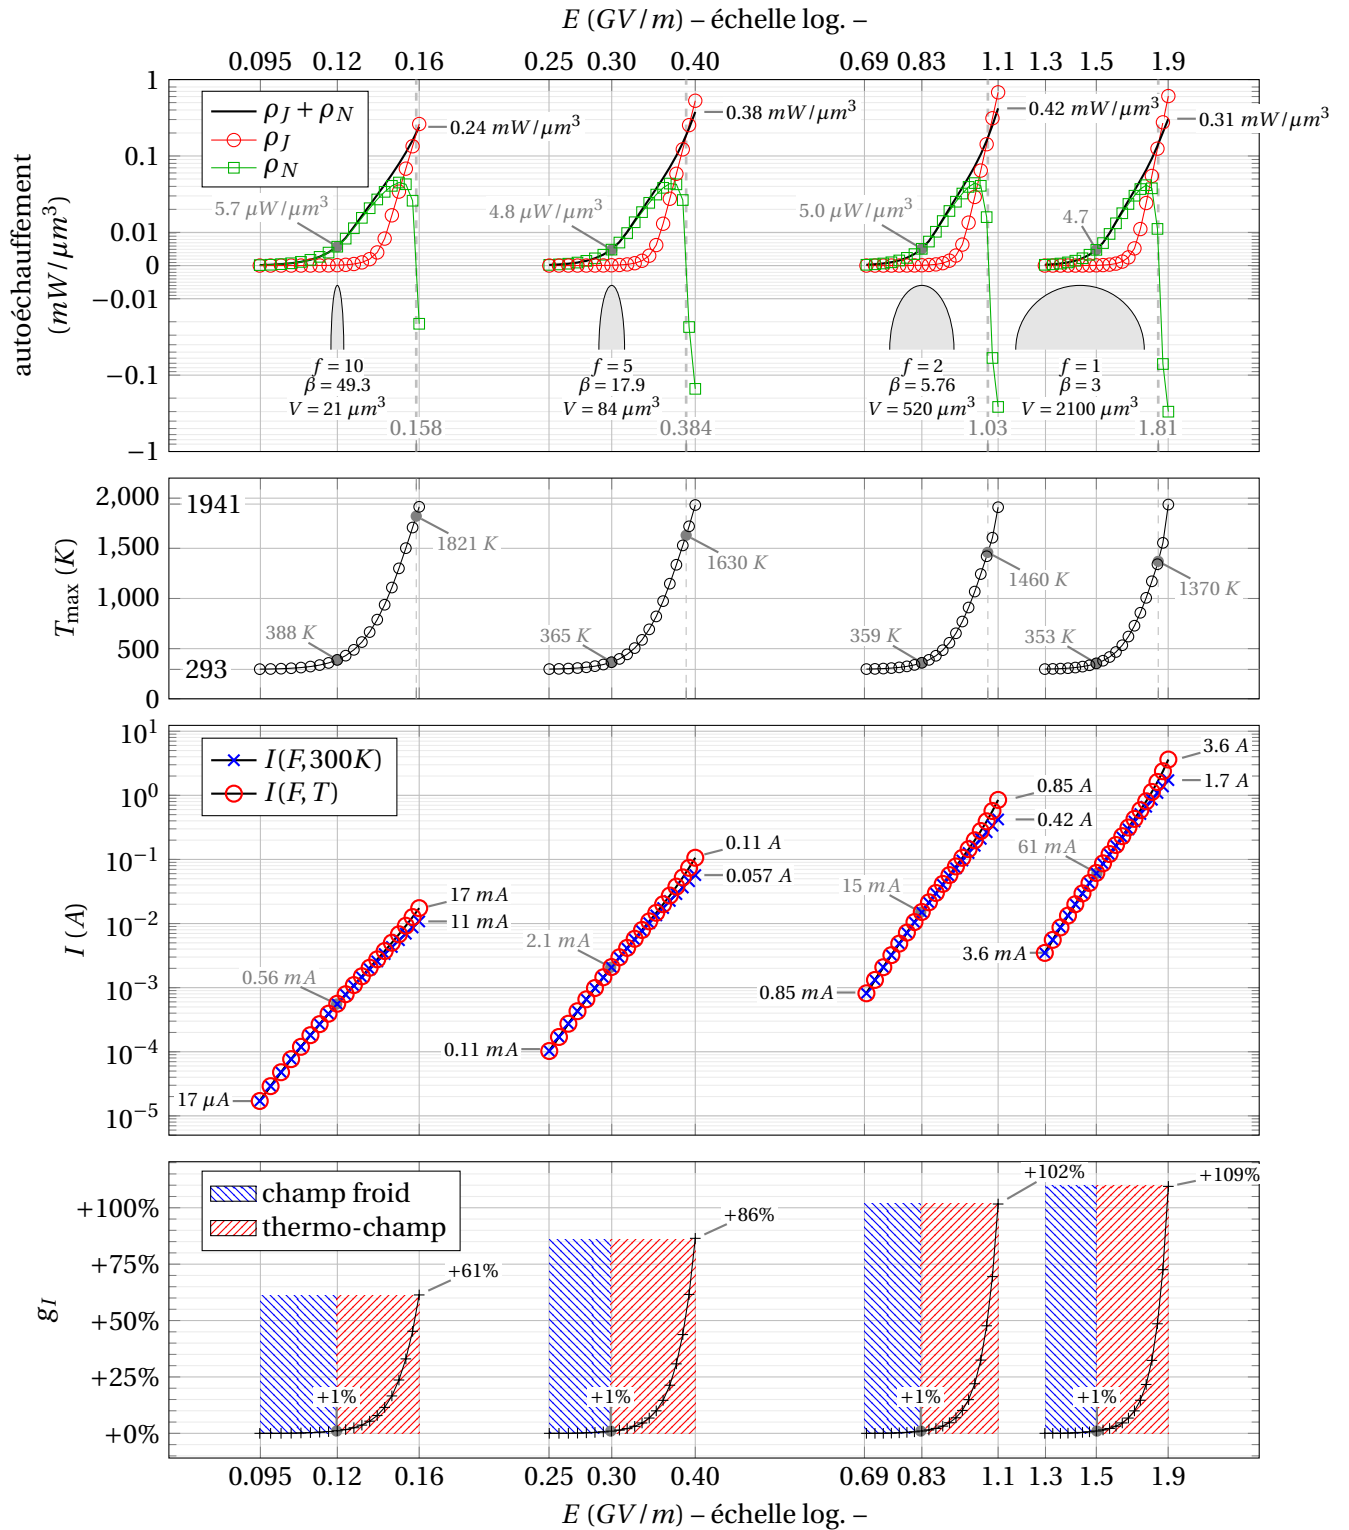 E (GV/m) – échelle log. –
0.095 0.12 0.16 0.25 0.30 0.40 0.69 0.83 1.1 1.3 1.5 1.9
autoéchauffement
(mW/μm³)
1
0.1
0.01
0
−0.01
−0.1
−1
ρJ + ρN
ρJ
ρN
0.24 mW/μm³
0.38 mW/μm³
0.42 mW/μm³
0.31 mW/μm³
5.7 μW/μm³
4.8 μW/μm³
5.0 μW/μm³
4.7
f = 10
β = 49.3
V = 21 μm³
f = 5
β = 17.9
V = 84 μm³
f = 2
β = 5.76
V = 520 μm³
f = 1
β = 3
V = 2100 μm³
0.158
0.384
1.03
1.81
Tmax (K)
2,000
1,500
1,000
500
0
1941
293
1821 K
1630 K
1460 K
1370 K
388 K
365 K
359 K
353 K
I (A)
10¹
10⁰
10⁻¹
10⁻²
10⁻³
10⁻⁴
10⁻⁵
I(F,300K)
I(F,T)
17 mA
11 mA
0.56 mA
17 μA
0.11 A
0.057 A
2.1 mA
0.11 mA
0.85 A
0.42 A
15 mA
0.85 mA
3.6 A
1.7 A
61 mA
3.6 mA
gI
+100%
+75%
+50%
+25%
+0%
champ froid
thermo-champ
+61%
+86%
+102%
+109%
+1%
+1%
+1%
+1%
0.095 0.12 0.16 0.25 0.30 0.40 0.69 0.83 1.1 1.3 1.5 1.9
E (GV/m) – échelle log. –